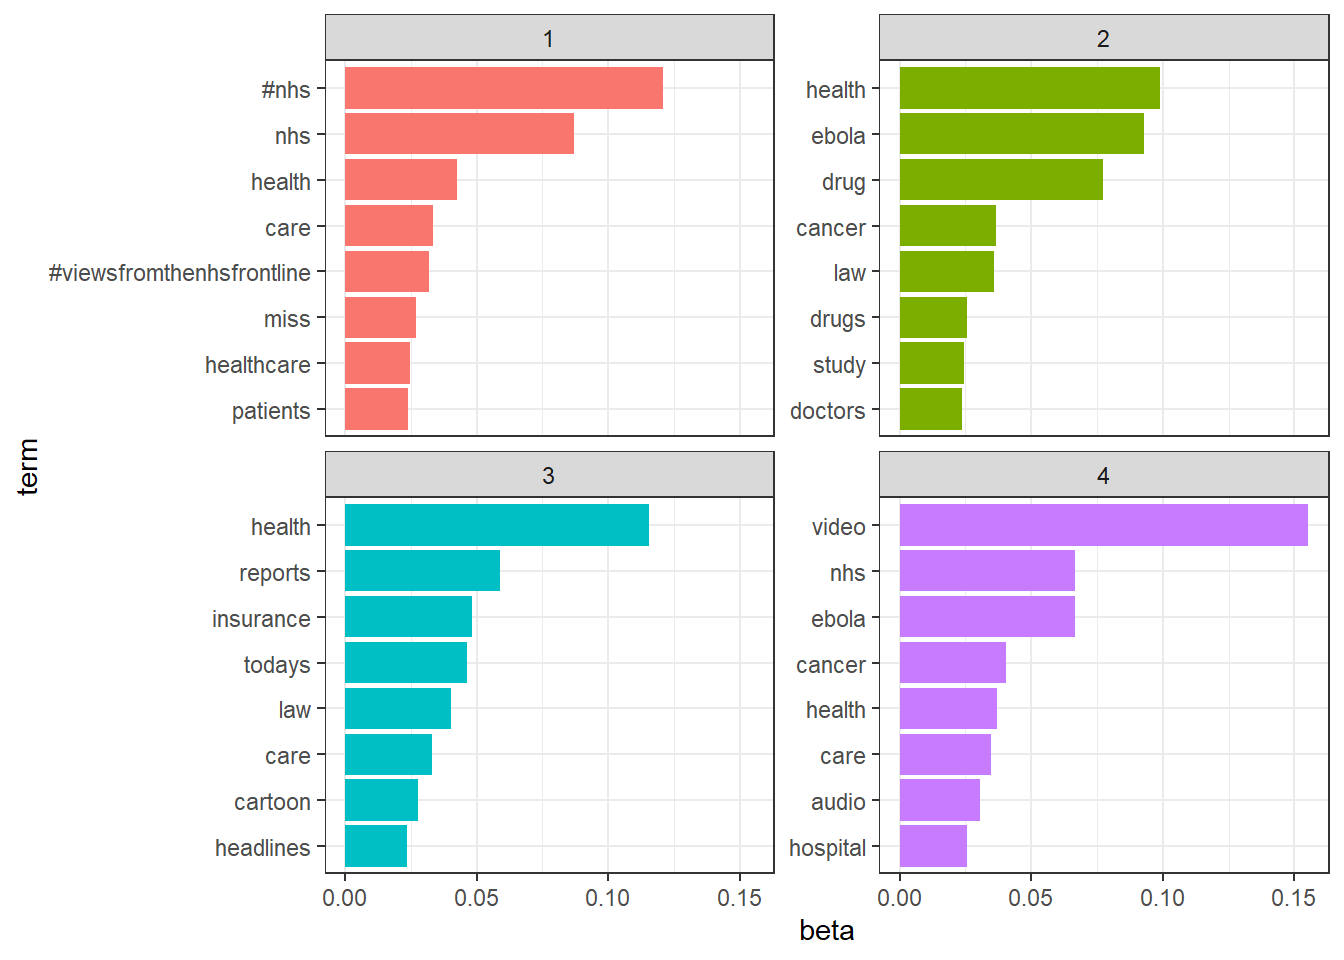 1
#nhs
nhs
health
care
#viewsfromthenhsfrontline
miss
healthcare
patients
2
health
ebola
drug
cancer
law
drugs
study
doctors
term
3
health
reports
insurance
todays
law
care
cartoon
headlines
0.00 0.05 0.10 0.15
4
video
nhs
ebola
cancer
health
care
audio
hospital
0.00 0.05 0.10 0.15
beta